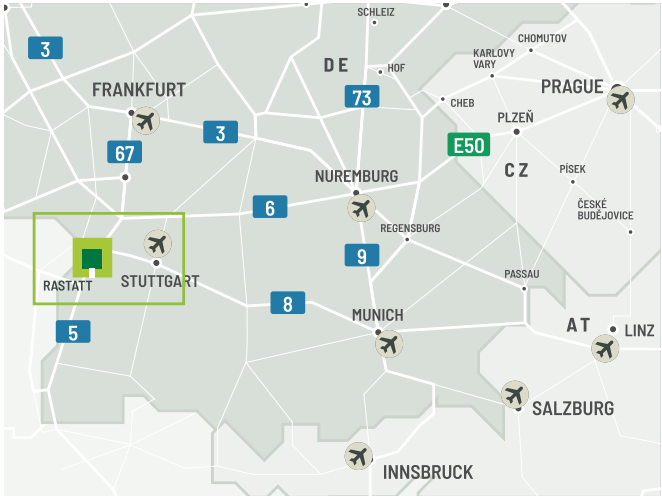 SCHLEIZ
3
CHOMUTOV
KARLOVY
VARY
DE
HOF
FRANKFURT
PRAGUE
73
CHEB
3
PLZEŇ
67
E50
CZ
PÍSEK
NUREMBURG
6
ČESKÉ
BUDĚJOVICE
REGENSBURG
9
PASSAU
STUTTGART
RASTATT
8
MUNICH
5
AT
LINZ
SALZBURG
INNSBRUCK